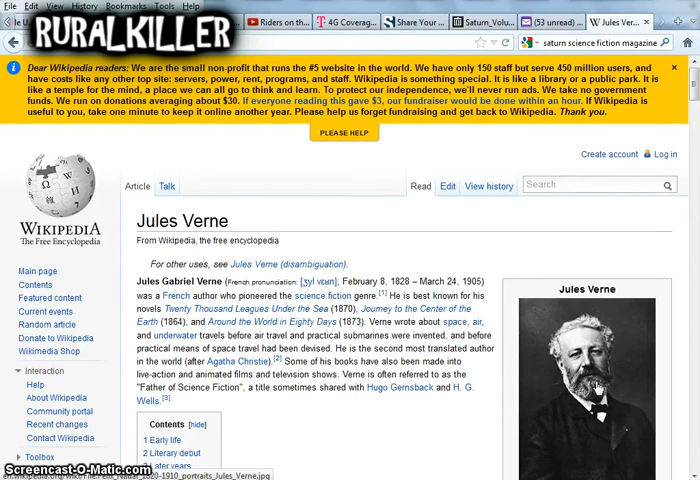 File Edit View History Bookmarks Tools Help
RURALKILLER
Riders on the
4G Coverag...
Share Your ...
Saturn_Volu...
(53 unread) ...
Jules Ver...
saturn science fiction magazine
Dear Wikipedia readers: We are the small non-profit that runs the #5 website in the world. We have only 150 staff but serve 450 million users, and
have costs like any other top site: servers, power, rent, programs, and staff. Wikipedia is something special. It is like a library or a public park. It is
like a temple for the mind, a place we can all go to think and learn. To protect our independence, we'll never run ads. We take no government
funds. We run on donations averaging about $30. If everyone reading this gave $3, our fundraiser would be done within an hour. If Wikipedia is
useful to you, take one minute to keep it online another year. Please help us forget fundraising and get back to Wikipedia. Thank you.
PLEASE HELP
Create account Log in
Article Talk Read Edit View history Search
WIKIPEDIA
The Free Encyclopedia
Main page
Contents
Featured content
Current events
Random article
Donate to Wikipedia
Wikimedia Shop
Interaction
Help
About Wikipedia
Community portal
Recent changes
Contact Wikipedia
Toolbox
Jules Verne
From Wikipedia, the free encyclopedia
For other uses, see Jules Verne (disambiguation).
Jules Gabriel Verne (French pronunciation: [ʒyl vɛʁn]; February 8, 1828 – March 24, 1905)
was a French author who pioneered the science fiction genre.[1] He is best known for his
novels Twenty Thousand Leagues Under the Sea (1870), Journey to the Center of the
Earth (1864), and Around the World in Eighty Days (1873). Verne wrote about space, air,
and underwater travels before air travel and practical submarines were invented, and before
practical means of space travel had been devised. He is the second most translated author
in the world (after Agatha Christie).[2] Some of his books have also been made into
live-action and animated films and television shows. Verne is often referred to as the
"Father of Science Fiction", a title sometimes shared with Hugo Gernsback and H. G.
Wells.[3]
Contents [hide]
1 Early life
2 Literary debut
3 Later years
Jules Verne
Screencast-O-Matic.com
en.wikipedia.org/wiki/File:Félix_Nadar_1820-1910_portraits_Jules_Verne.jpg